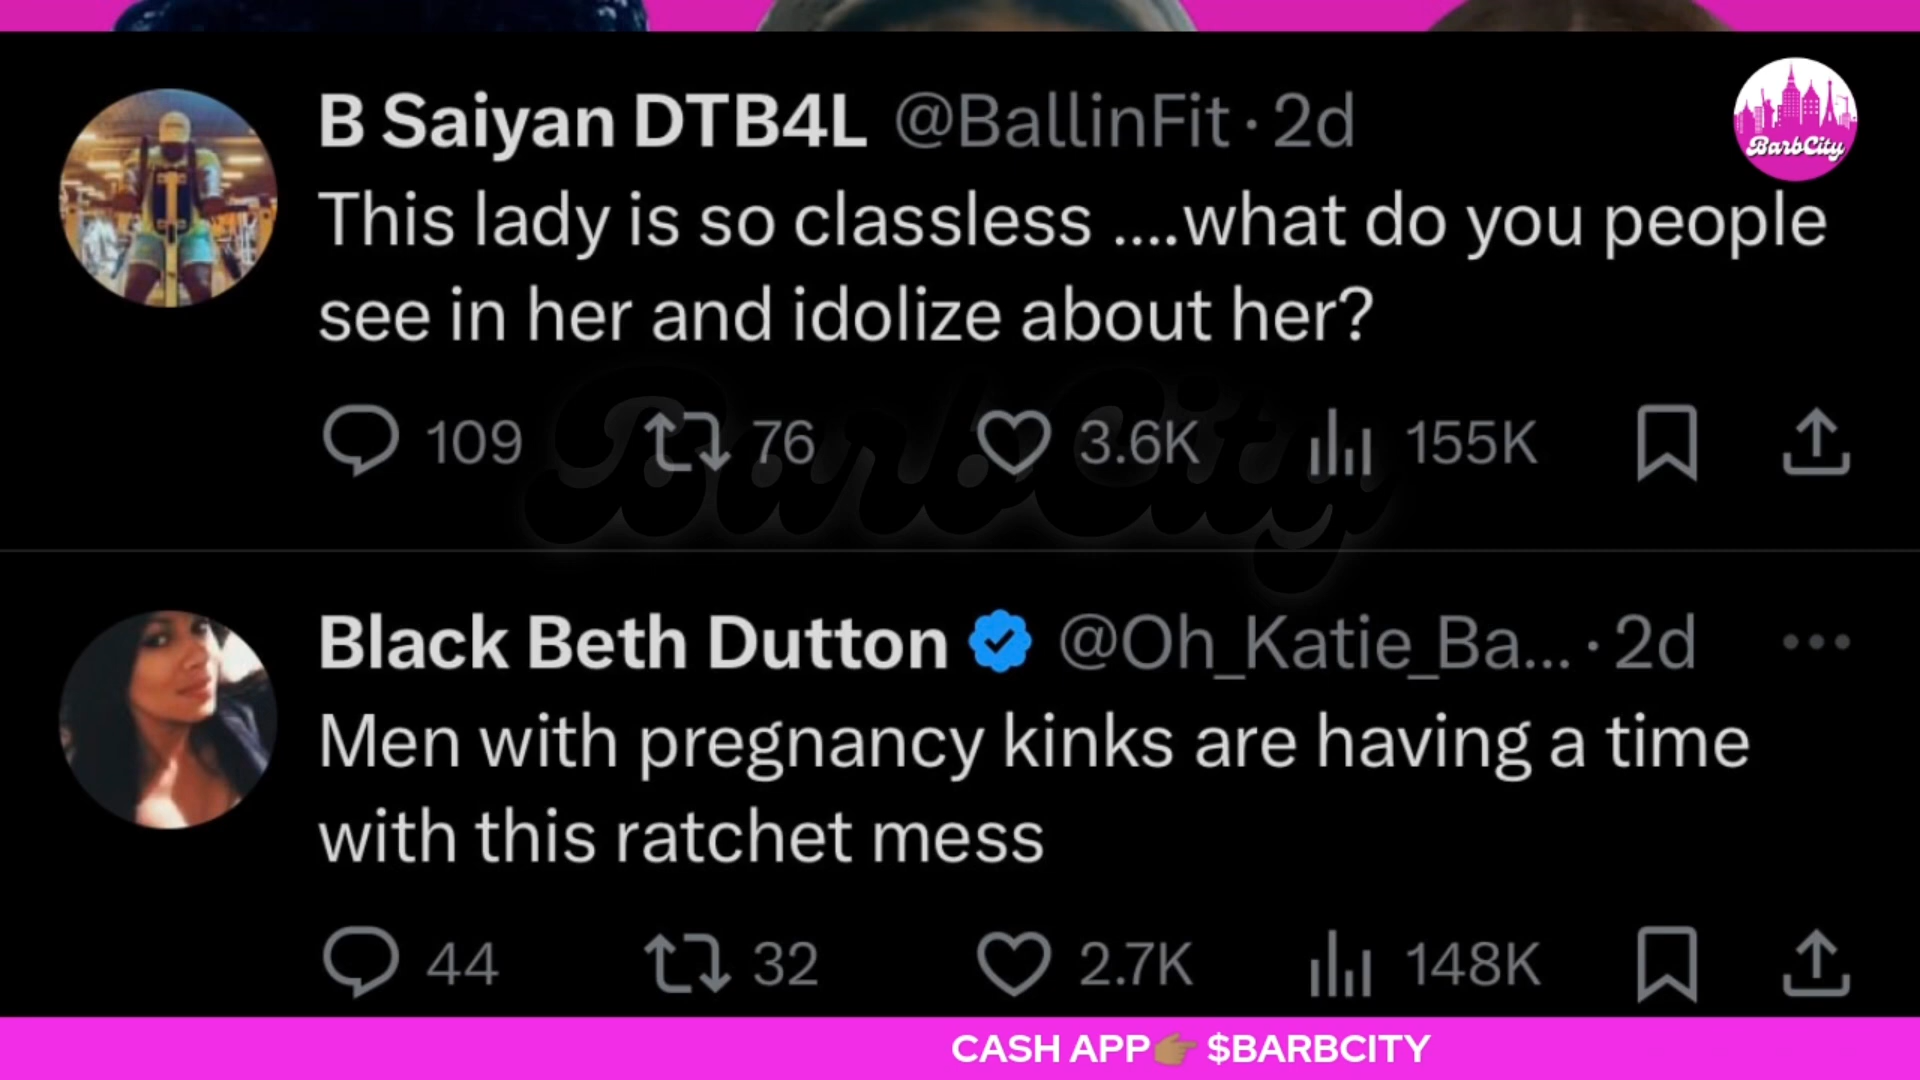 B Saiyan DTB4L @BallinFit · 2d
BarbCity
This lady is so classless ....what do you people
see in her and idolize about her?
109 76 3.6K 155K
BarbCity
Black Beth Dutton @Oh_Katie_Ba... · 2d
Men with pregnancy kinks are having a time
with this ratchet mess
44 32 2.7K 148K
CASH APP👉🏽 $BARBCITY